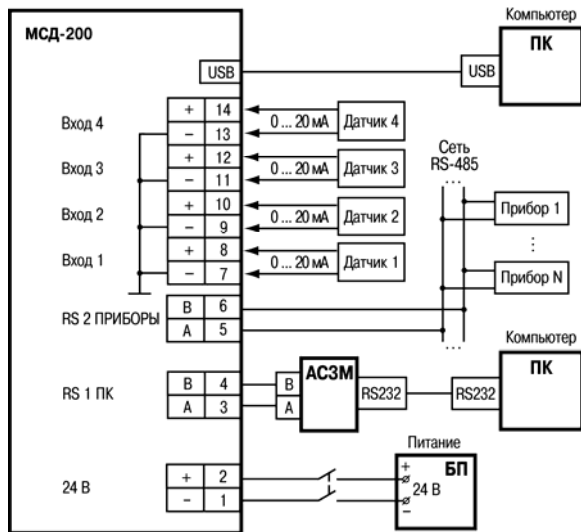 Компьютер
МСД-200
ПК
USB
USB
Вход 4
+ 14
0 ... 20 мА
Датчик 4
– 13
Вход 3
+ 12
0 ... 20 мА
Датчик 3
– 11
Сеть
RS-485
...
Вход 2
+ 10
0 ... 20 мА
Датчик 2
– 9
Прибор 1
Вход 1
+ 8
0 ... 20 мА
Датчик 1
– 7
...
Прибор N
RS 2 ПРИБОРЫ
B 6
A 5
...
Компьютер
RS 1 ПК
B 4
A 3
B
A
АС3М
RS232
RS232
ПК
Питание
24 В
+ 2
– 1
+
БП
24 В
–